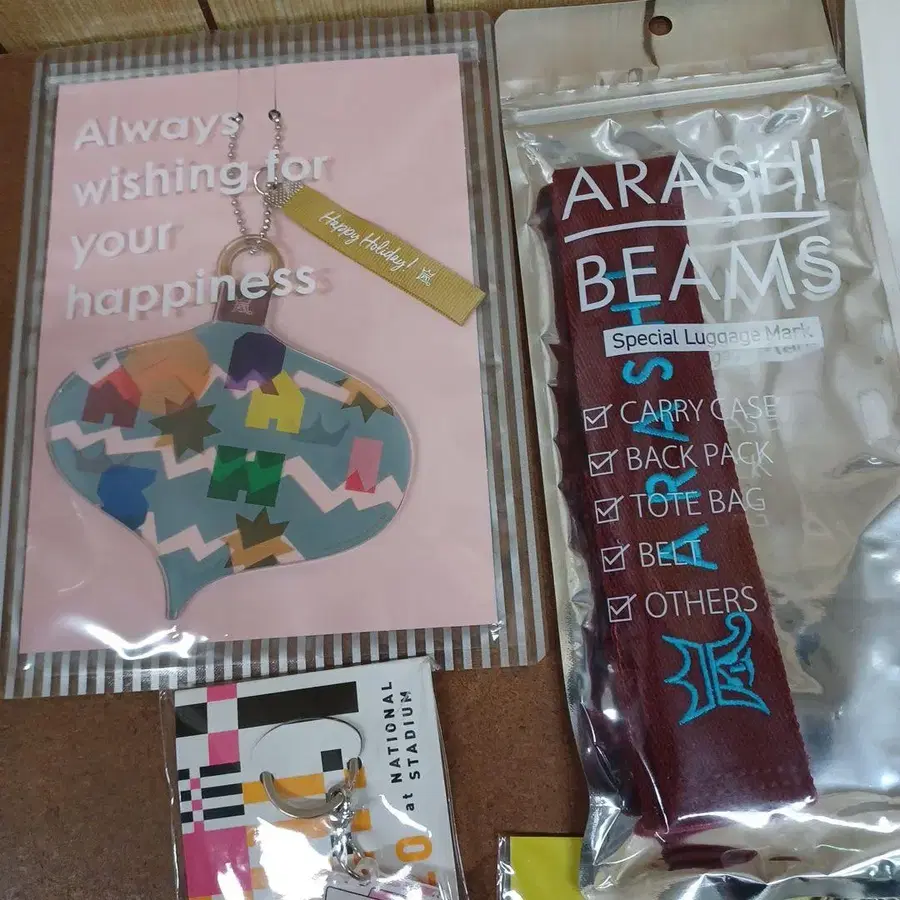 Always
wishing for
your
happiness
Happy Holiday!
ARASHI
BEAMS
Special Luggage Mark
CARRY CASE
BACK PACK
TOTE BAG
BELT
OTHERS
ARASHI
at NATIONAL
STADIUM